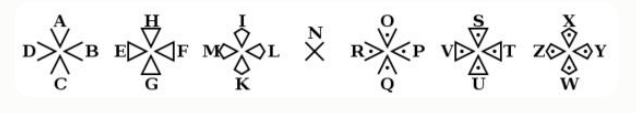 A H I N O S X
D B E F M L R P V T Z Y
C G K Q U W